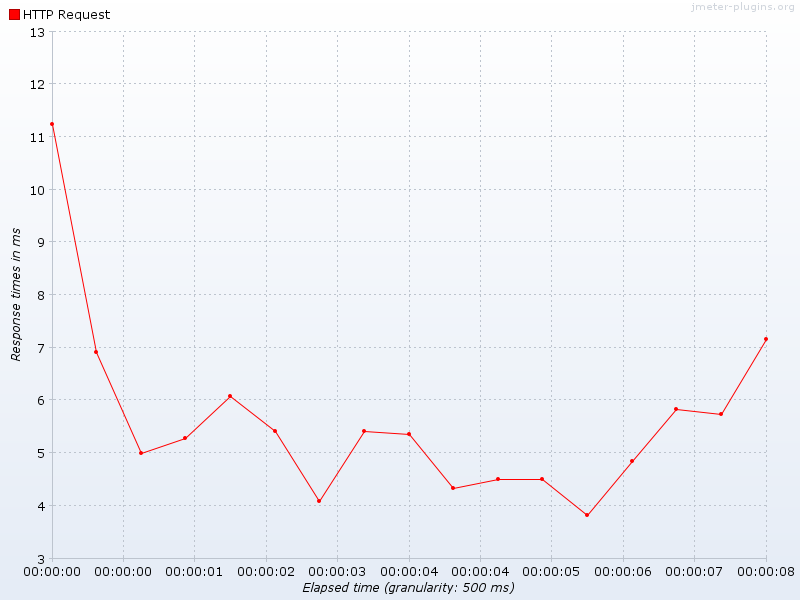 jmeter-plugins.org
HTTP Request
13
12
11
10
9
8
7
6
5
4
3
Response times in ms
00:00:00 00:00:00 00:00:01 00:00:02 00:00:02 00:00:03 00:00:04 00:00:04 00:00:05 00:00:06 00:00:07 00:00:08
Elapsed time (granularity: 500 ms)